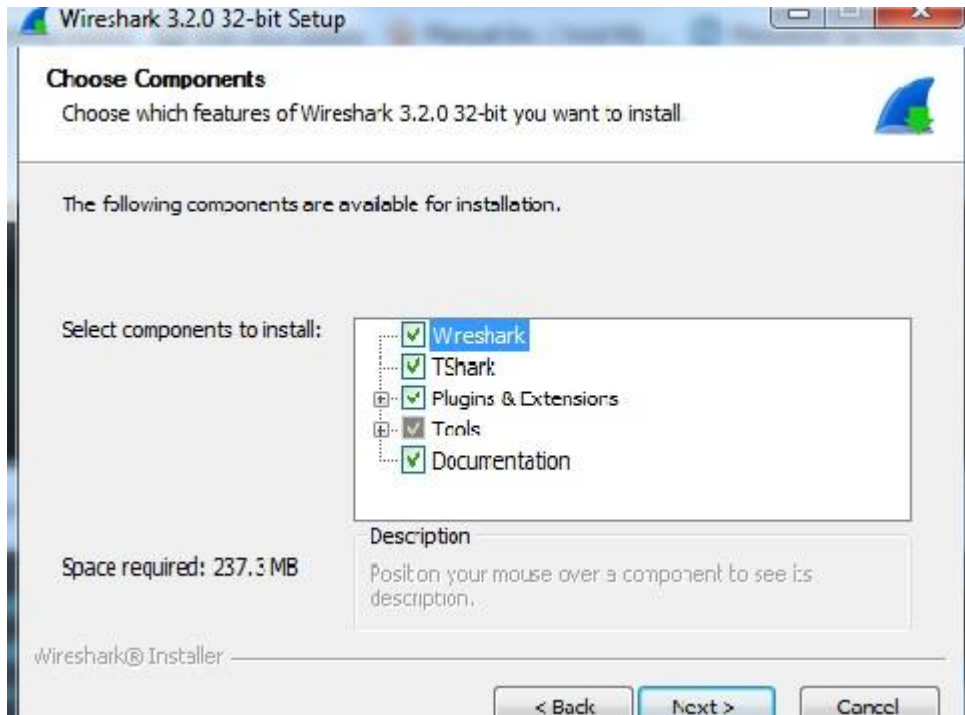 Wireshark 3.2.0 32-bit Setup
Choose Components
Choose which features of Wireshark 3.2.0 32-bit you want to install
The following components are available for installation.
Select components to install:
Wireshark
TShark
Plugins & Extensions
Tools
Documentation
Space required: 237.3 MB
Description
Position your mouse over a component to see its
description.
Wireshark® Installer
< Back
Next >
Cancel